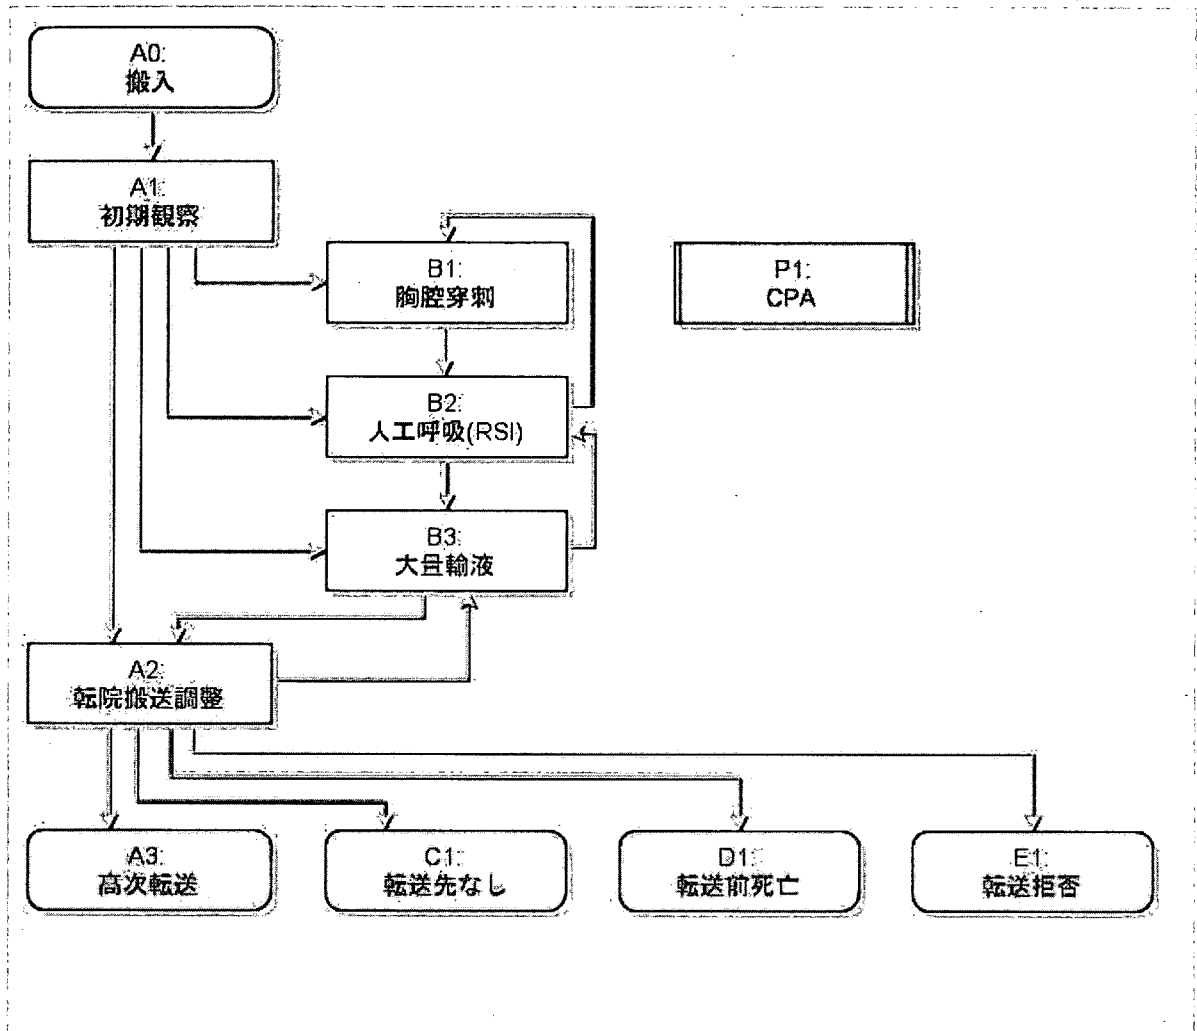 A0:
搬入
A1:
初期観察
B1:
胸腔穿刺
P1:
CPA
B2:
人工呼吸(RSI)
B3:
大量輸液
A2:
転院搬送調整
A3:
高次転送
C1:
転送先なし
D1:
転送前死亡
E1:
転送拒否